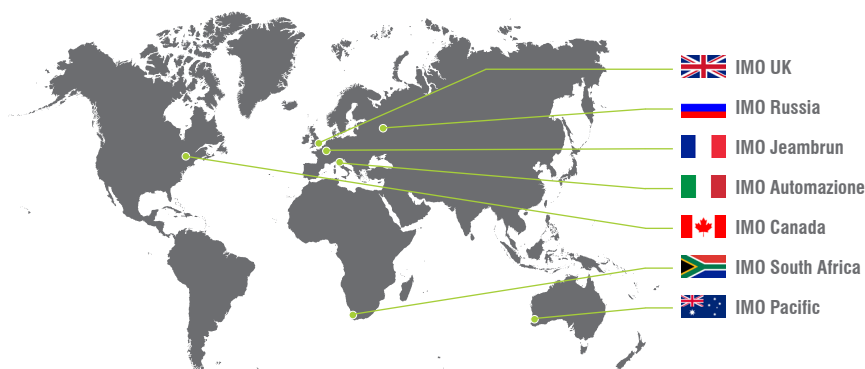 IMO UK
IMO Russia
IMO Jeambrun
IMO Automazione
IMO Canada
IMO South Africa
IMO Pacific